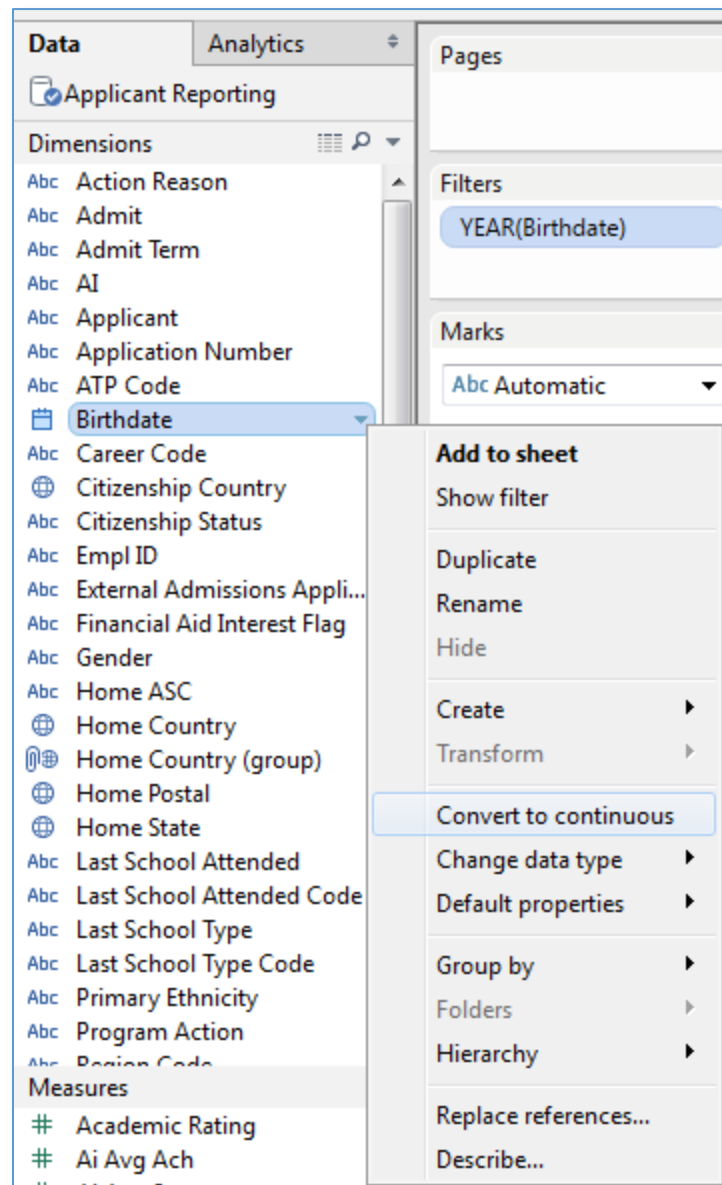 Data
Analytics
Applicant Reporting
Dimensions
Abc Action Reason
Abc Admit
Abc Admit Term
Abc AI
Abc Applicant
Abc Application Number
Abc ATP Code
Birthdate
Abc Career Code
Citizenship Country
Abc Citizenship Status
Abc Empl ID
Abc External Admissions Appli...
Abc Financial Aid Interest Flag
Abc Gender
Abc Home ASC
Home Country
Home Country (group)
Home Postal
Home State
Abc Last School Attended
Abc Last School Attended Code
Abc Last School Type
Abc Last School Type Code
Abc Primary Ethnicity
Abc Program Action
Abc Region Code
Measures
# Academic Rating
# Ai Avg Ach
Pages
Filters
YEAR(Birthdate)
Marks
Abc Automatic
Add to sheet
Show filter
Duplicate
Rename
Hide
Create
Transform
Convert to continuous
Change data type
Default properties
Group by
Folders
Hierarchy
Replace references...
Describe...